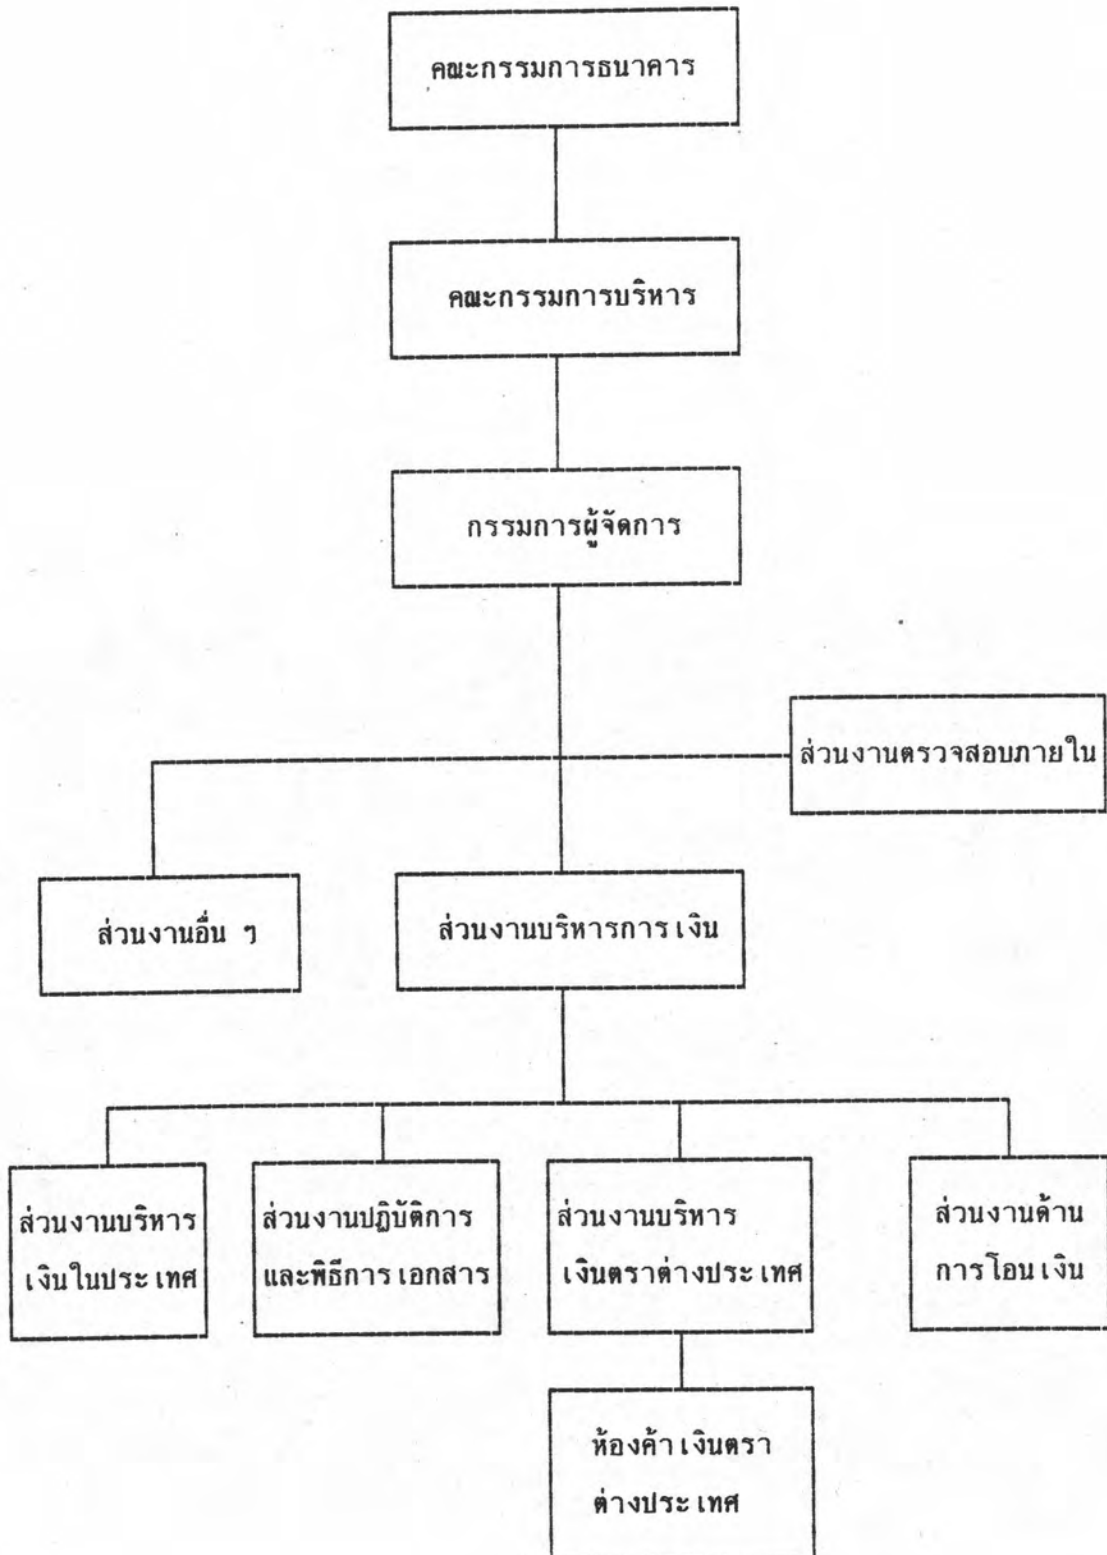 คณะกรรมการธนาคาร
คณะกรรมการบริหาร
กรรมการผู้จัดการ
ส่วนงานตรวจสอบภายใน
ส่วนงานอื่น ๆ
ส่วนงานบริหารการเงิน
ส่วนงานบริหาร
เงินในประเทศ
ส่วนงานปฏิบัติการ
และพิธีการเอกสาร
ส่วนงานบริหาร
เงินตราต่างประเทศ
ส่วนงานด้าน
การโอนเงิน
ห้องค้าเงินตรา
ต่างประเทศ